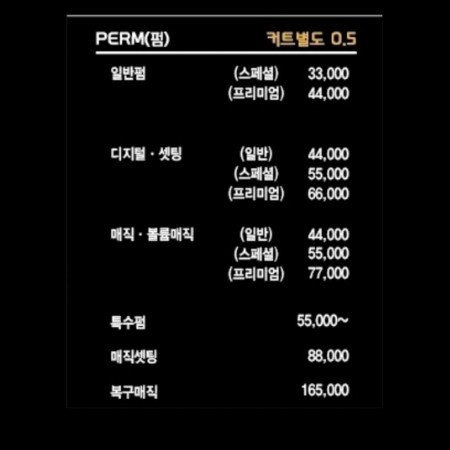 PERM(펌) 커트별도 0.5
일반펌 (스페셜) 33,000
(프리미엄) 44,000
디지털 · 셋팅 (일반) 44,000
(스페셜) 55,000
(프리미엄) 66,000
매직 · 볼륨매직 (일반) 44,000
(스페셜) 55,000
(프리미엄) 77,000
특수펌 55,000~
매직셋팅 88,000
복구매직 165,000